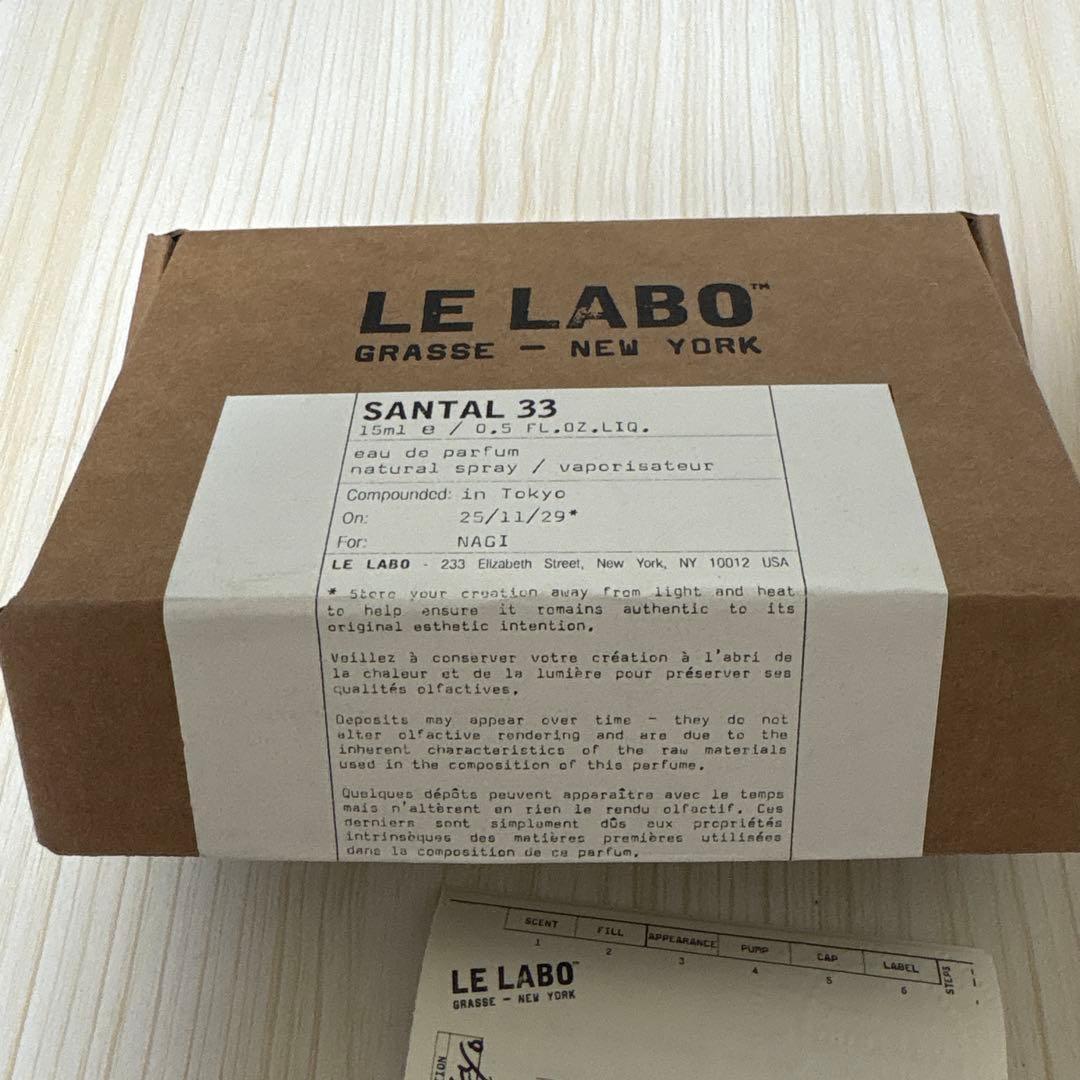 LE LABO™
GRASSE — NEW YORK
SANTAL 33
15ml e / 0.5 FL.OZ.LIQ.
eau de parfum
natural spray / vaporisateur
Compounded: in Tokyo
On: 25/11/29*
For: NAGI
LE LABO - 233 Elizabeth Street, New York, NY 10012 USA
* Store your creation away from light and heat
to help ensure it remains authentic to its
original esthetic intention.
Veillez à conserver votre création à l'abri de
la chaleur et de la lumière pour préserver ses
qualités olfactives.
Deposits may appear over time — they do not
alter olfactive rendering and are due to the
inherent characteristics of the raw materials
used in the composition of this perfume.
Quelques dépôts peuvent apparaître avec le temps
mais n'altèrent en rien le rendu olfactif. Ces
derniers sont simplement dûs aux propriétés
intrinsèques des matières premières utilisées
dans la composition de ce parfum.
SCENT FILL APPEARANCE PUMP CAP LABEL STEPS
1 2 3 4 5 6
LE LABO™
GRASSE — NEW YORK